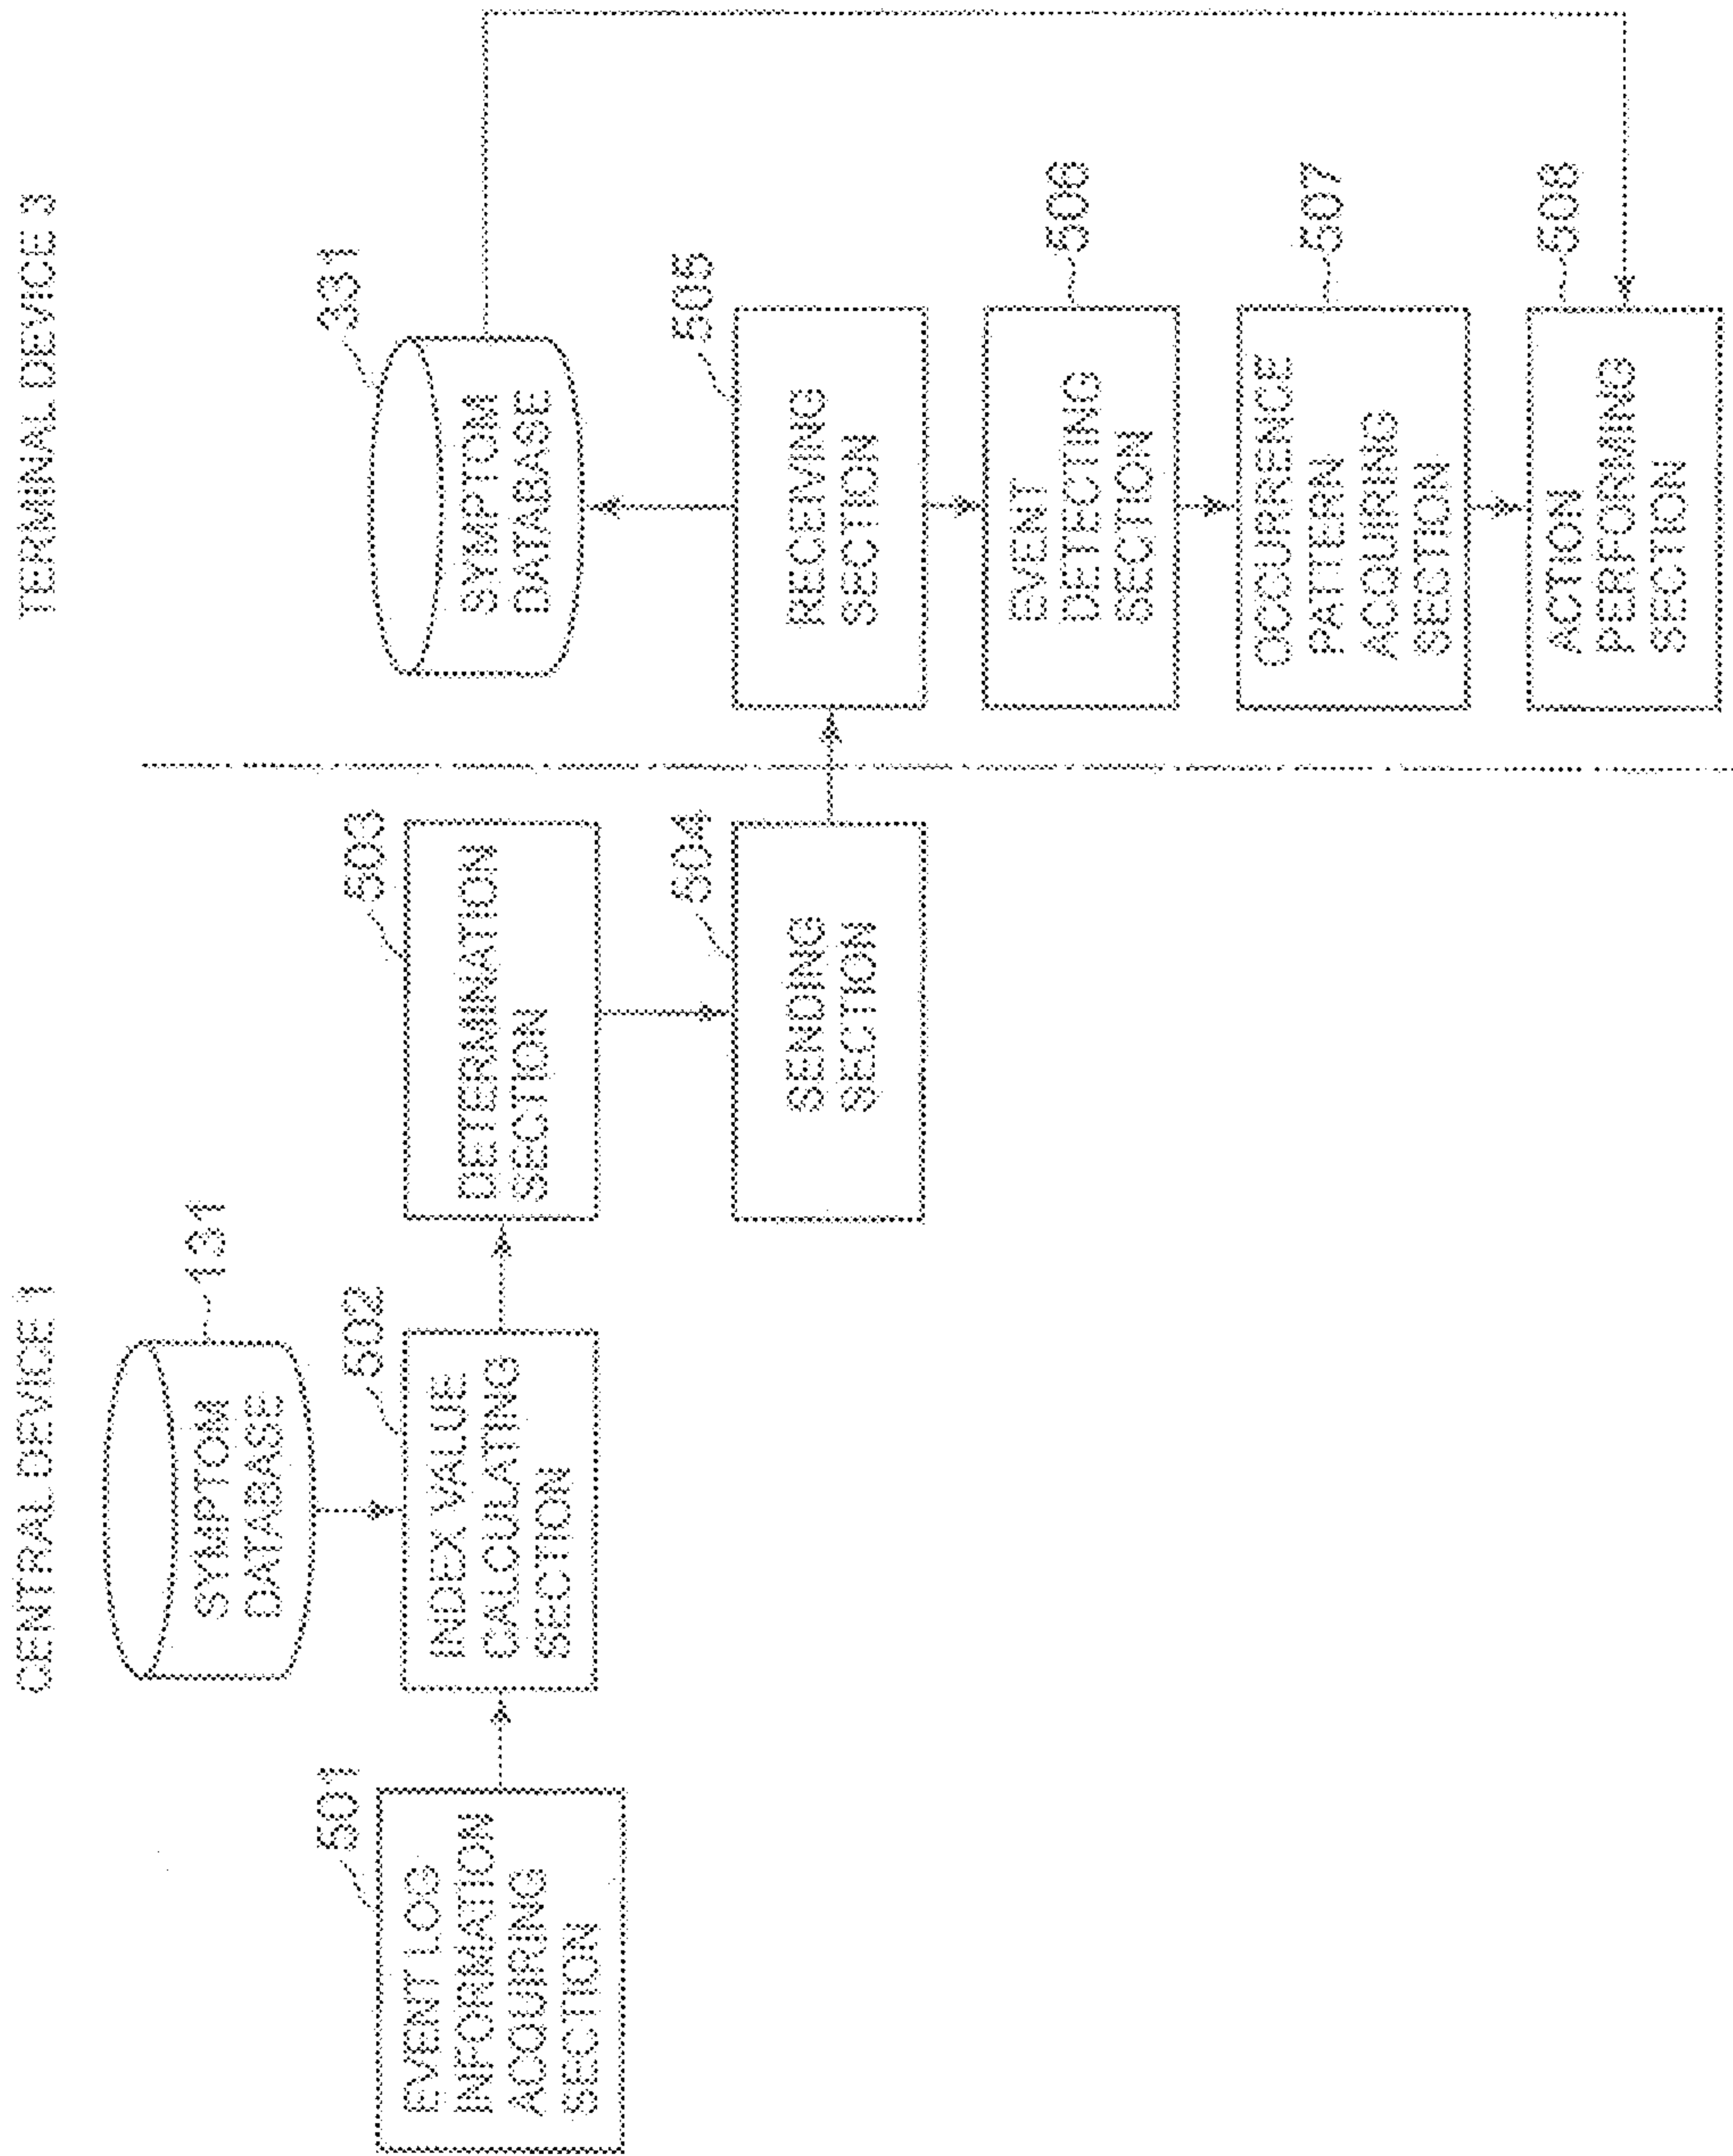 CENTRAL DEVICE 1
TERMINAL DEVICE 3
131
SYMPTOM
DATABASE
501
EVENT LOG
INFORMATION
ACQUIRING
SECTION
502
INDEX VALUE
CALCULATING
SECTION
503
DETERMINATION
SECTION
504
SENDING
SECTION
331
SYMPTOM
DATABASE
505
RECEIVING
SECTION
506
EVENT
DETECTING
SECTION
507
OCCURRENCE
PATTERN
ACQUIRING
SECTION
508
ACTION
PERFORMING
SECTION